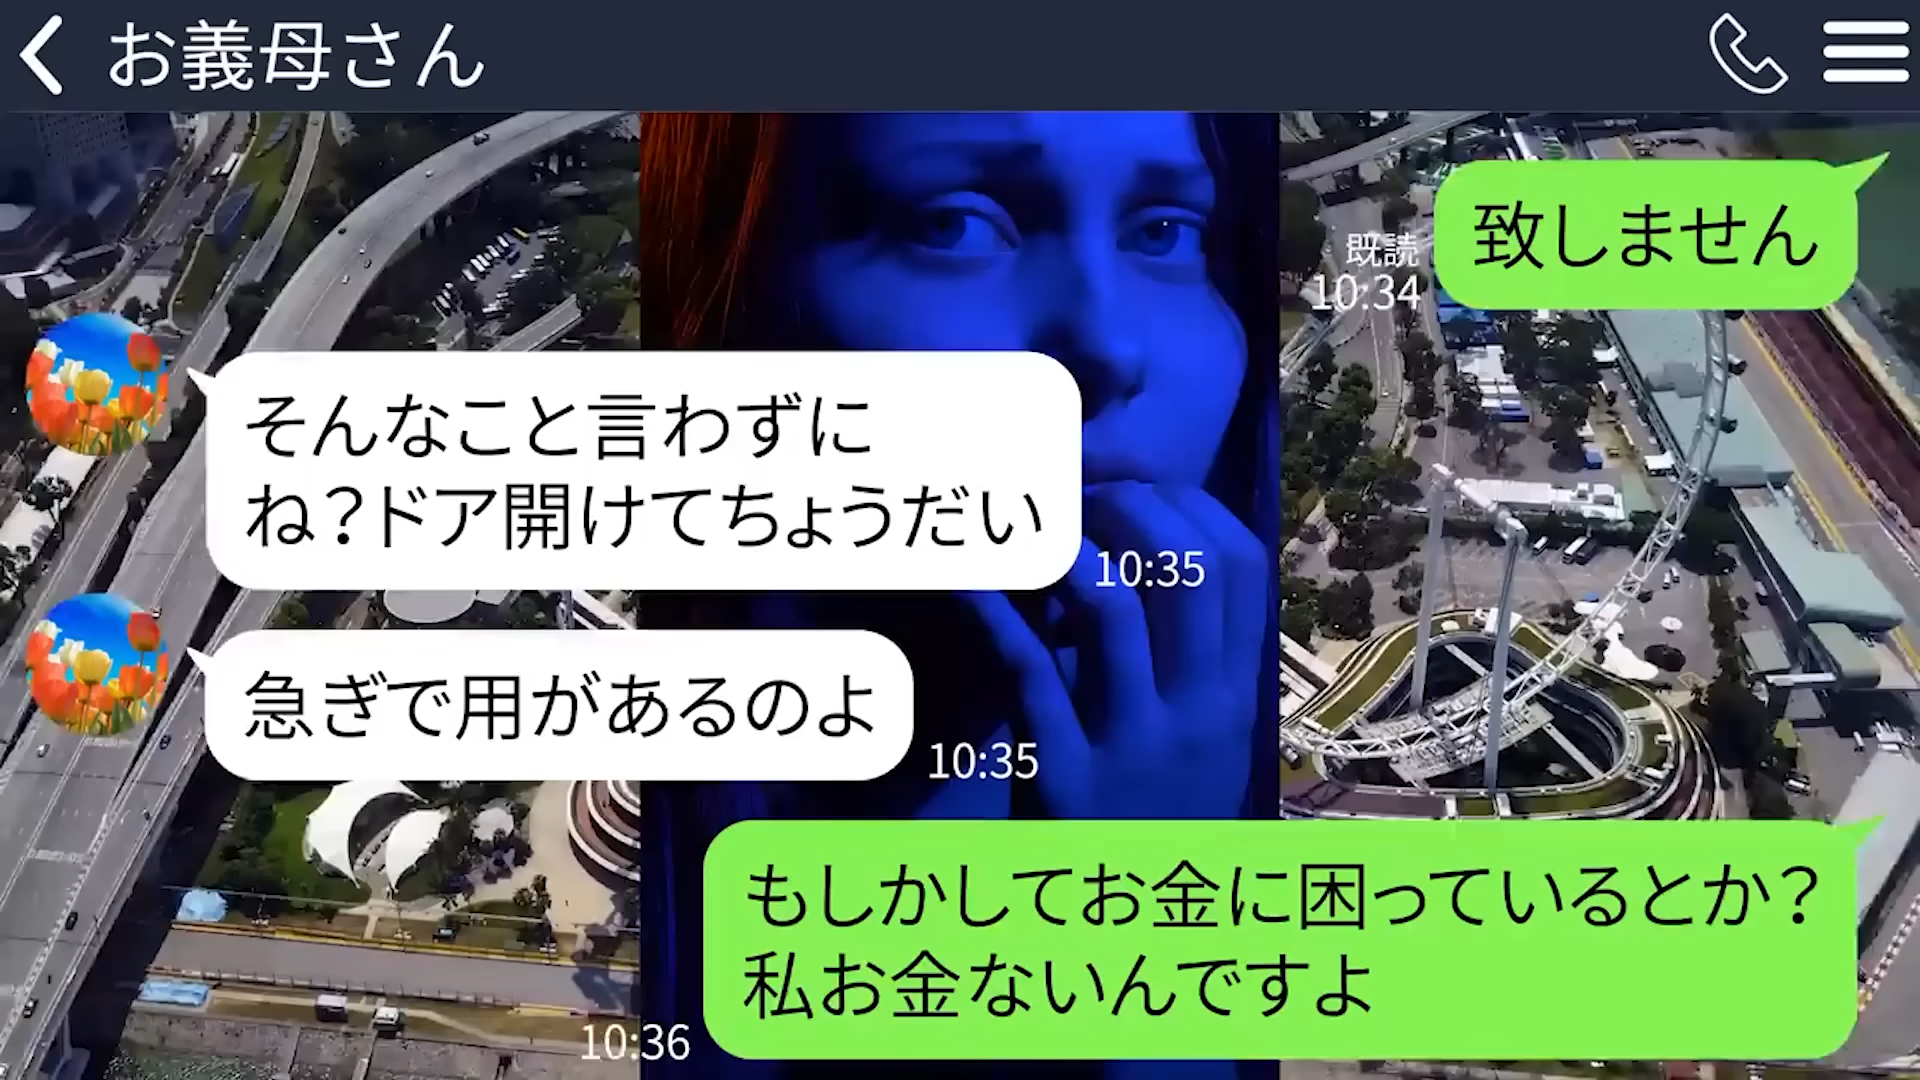 お義母さん
致しません
既読
10:34
そんなこと言わずに
ね？ドア開けてちょうだい
10:35
急ぎで用があるのよ
10:35
もしかしてお金に困っているとか？
私お金ないんですよ
10:36